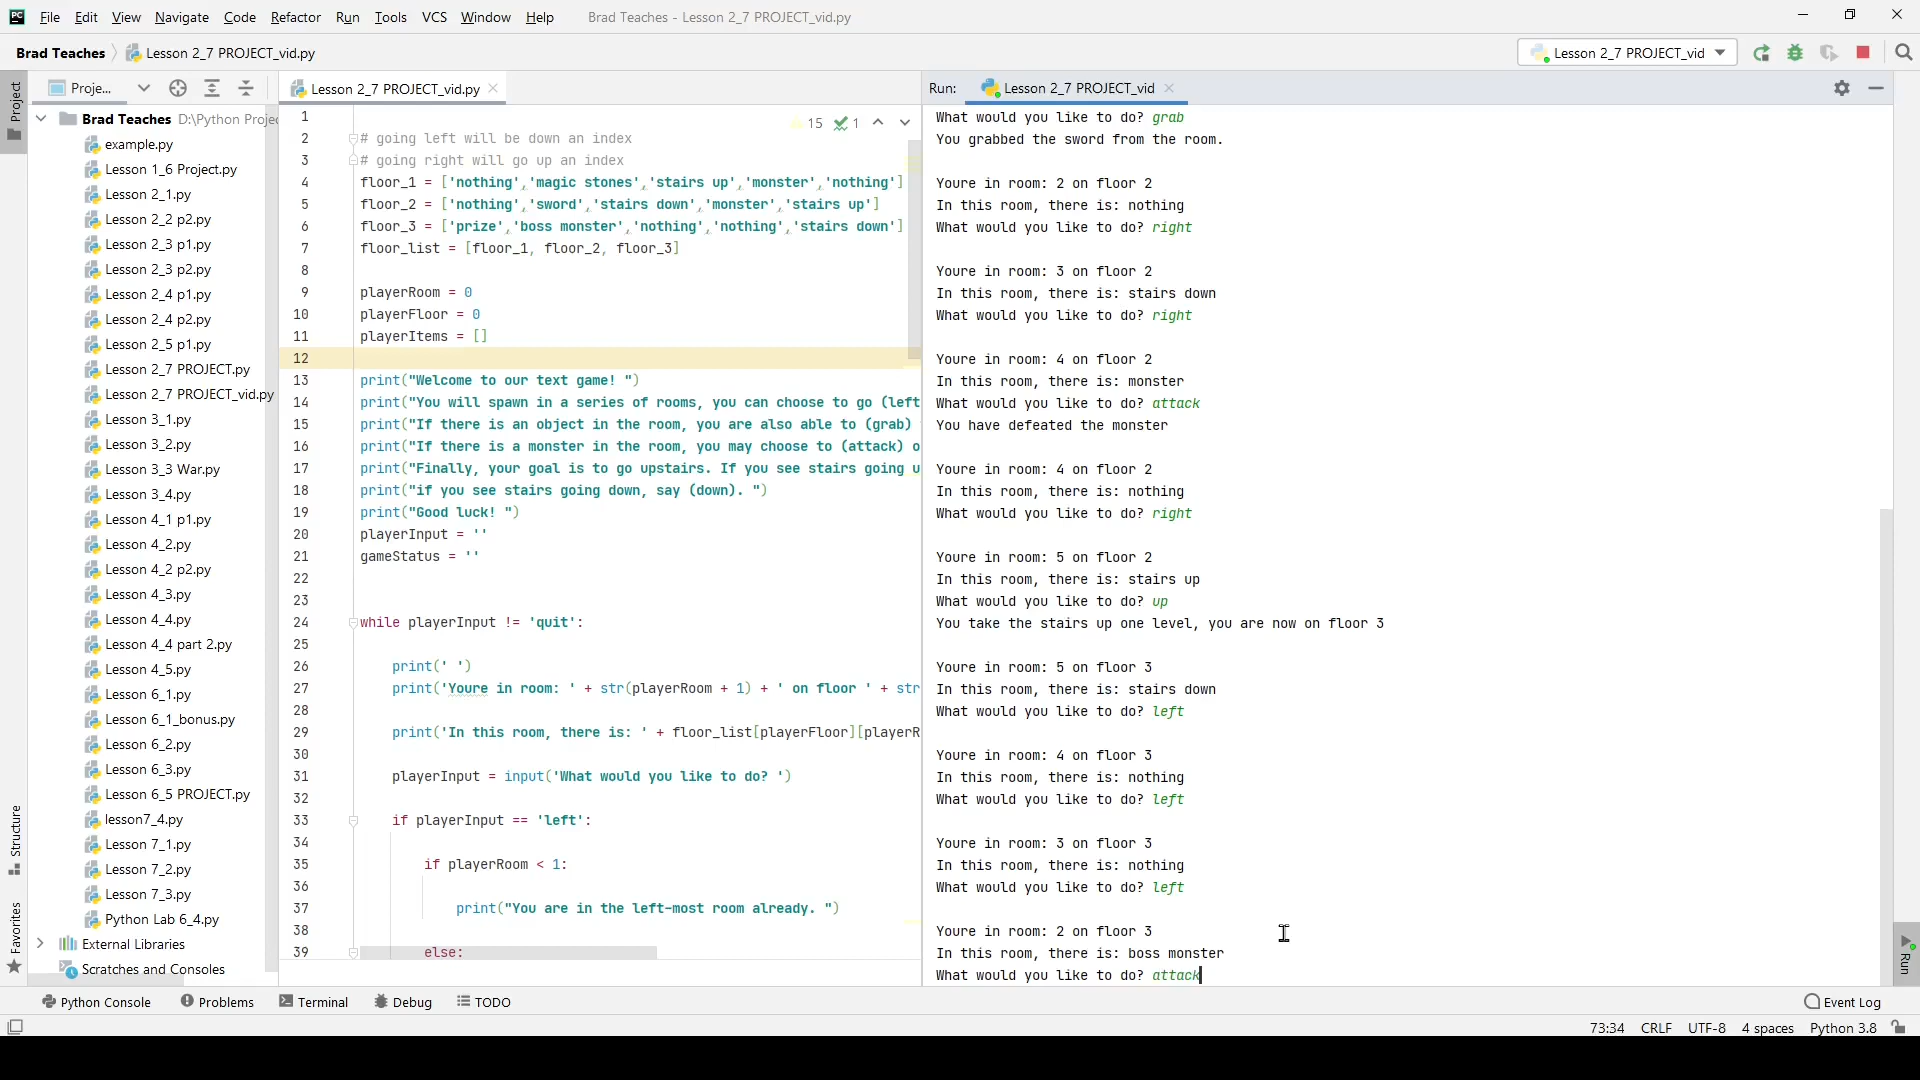 File Edit View Navigate Code Refactor Run Tools VCS Window Help Brad Teaches - Lesson 2_7 PROJECT_vid.py
Brad Teaches Lesson 2_7 PROJECT_vid.py
Lesson 2_7 PROJECT_vid
Project
Structure
Favorites
Proje...
Brad Teaches D:\Python Projec
example.py
Lesson 1_6 Project.py
Lesson 2_1.py
Lesson 2_2 p2.py
Lesson 2_3 p1.py
Lesson 2_3 p2.py
Lesson 2_4 p1.py
Lesson 2_4 p2.py
Lesson 2_5 p1.py
Lesson 2_7 PROJECT.py
Lesson 2_7 PROJECT_vid.py
Lesson 3_1.py
Lesson 3_2.py
Lesson 3_3 War.py
Lesson 3_4.py
Lesson 4_1 p1.py
Lesson 4_2.py
Lesson 4_2 p2.py
Lesson 4_3.py
Lesson 4_4.py
Lesson 4_4 part 2.py
Lesson 4_5.py
Lesson 6_1.py
Lesson 6_1_bonus.py
Lesson 6_2.py
Lesson 6_3.py
Lesson 6_5 PROJECT.py
lesson7_4.py
Lesson 7_1.py
Lesson 7_2.py
Lesson 7_3.py
Python Lab 6_4.py
External Libraries
Scratches and Consoles
Lesson 2_7 PROJECT_vid.py
15 1
1
2 # going left will be down an index
3 # going right will go up an index
4 floor_1 = ['nothing','magic stones','stairs up','monster','nothing']
5 floor_2 = ['nothing','sword','stairs down','monster','stairs up']
6 floor_3 = ['prize','boss monster','nothing','nothing','stairs down']
7 floor_list = [floor_1, floor_2, floor_3]
8
9 playerRoom = 0
10 playerFloor = 0
11 playerItems = []
12
13 print("Welcome to our text game! ")
14 print("You will spawn in a series of rooms, you can choose to go (left
15 print("If there is an object in the room, you are also able to (grab)
16 print("If there is a monster in the room, you may choose to (attack) o
17 print("Finally, your goal is to go upstairs. If you see stairs going u
18 print("if you see stairs going down, say (down). ")
19 print("Good luck! ")
20 playerInput = ''
21 gameStatus = ''
22
23
24 while playerInput != 'quit':
25
26 print(' ')
27 print('Youre in room: ' + str(playerRoom + 1) + ' on floor ' + str
28
29 print('In this room, there is: ' + floor_list[playerFloor][playerR
30
31 playerInput = input('What would you like to do? ')
32
33 if playerInput == 'left':
34
35 if playerRoom < 1:
36
37 print("You are in the left-most room already. ")
38
39 else:
Run: Lesson 2_7 PROJECT_vid
What would you like to do? grab
You grabbed the sword from the room.
Youre in room: 2 on floor 2
In this room, there is: nothing
What would you like to do? right
Youre in room: 3 on floor 2
In this room, there is: stairs down
What would you like to do? right
Youre in room: 4 on floor 2
In this room, there is: monster
What would you like to do? attack
You have defeated the monster
Youre in room: 4 on floor 2
In this room, there is: nothing
What would you like to do? right
Youre in room: 5 on floor 2
In this room, there is: stairs up
What would you like to do? up
You take the stairs up one level, you are now on floor 3
Youre in room: 5 on floor 3
In this room, there is: stairs down
What would you like to do? left
Youre in room: 4 on floor 3
In this room, there is: nothing
What would you like to do? left
Youre in room: 3 on floor 3
In this room, there is: nothing
What would you like to do? left
Youre in room: 2 on floor 3
In this room, there is: boss monster
What would you like to do? attack
Run
Python Console Problems Terminal Debug TODO Event Log
73:34 CRLF UTF-8 4 spaces Python 3.8